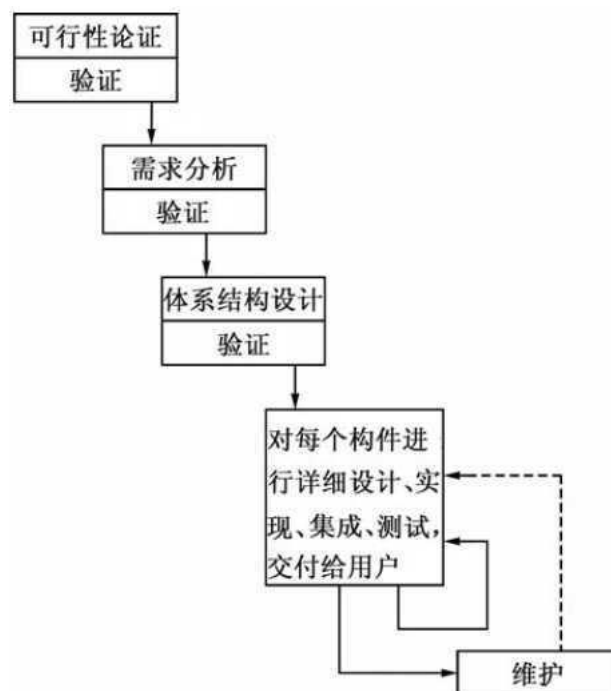 可行性论证
验证
需求分析
验证
体系结构设计
验证
对每个构件进
行详细设计、实
现、集成、测试，
交付给用户
维护